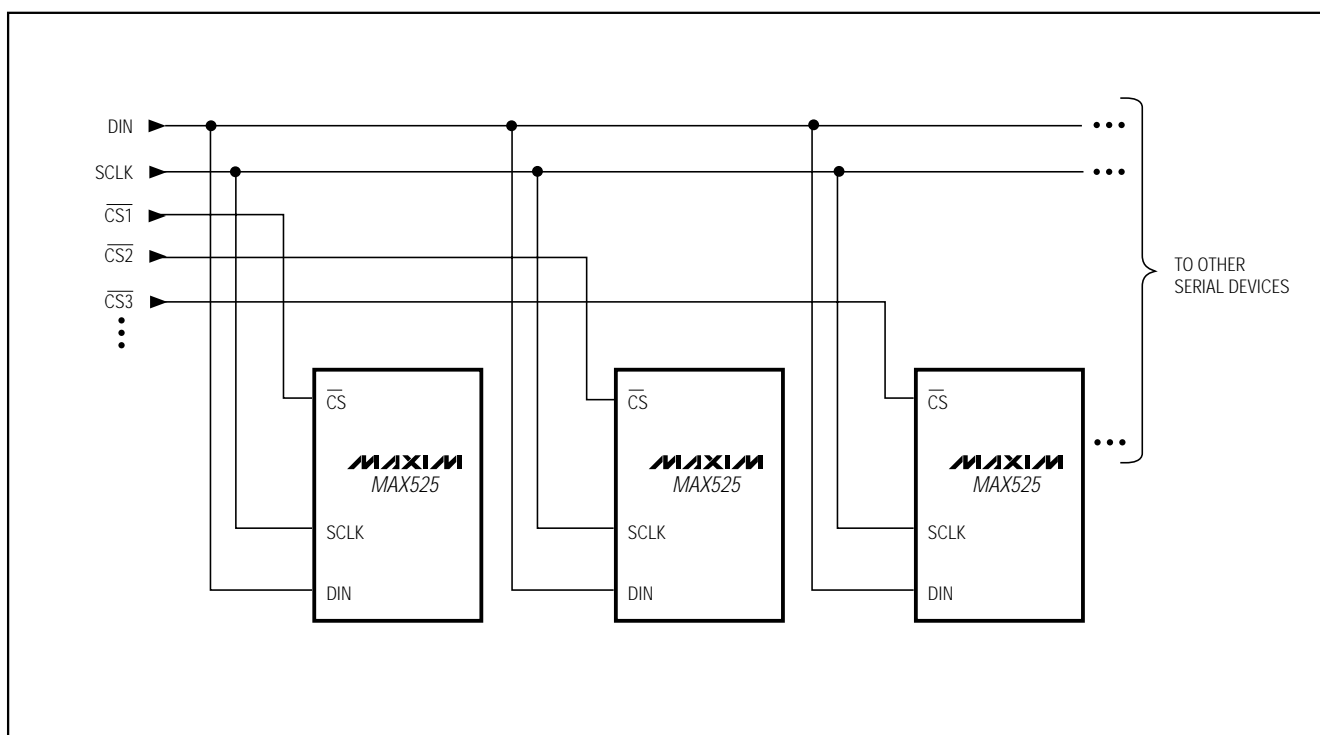 DIN
SCLK
CS1
CS2
CS3
TO OTHER
SERIAL DEVICES
CS
MAXIM
MAX525
SCLK
DIN
CS
MAXIM
MAX525
SCLK
DIN
CS
MAXIM
MAX525
SCLK
DIN